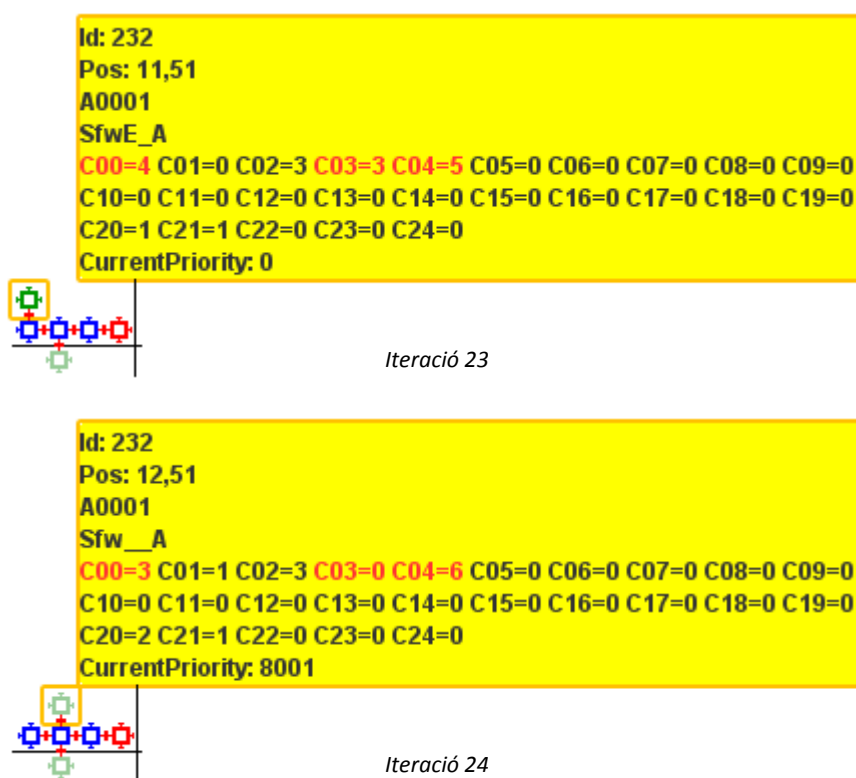 Id: 232
Pos: 11,51
A0001
SfwE_A
C00=4 C01=0 C02=3 C03=3 C04=5 C05=0 C06=0 C07=0 C08=0 C09=0
C10=0 C11=0 C12=0 C13=0 C14=0 C15=0 C16=0 C17=0 C18=0 C19=0
C20=1 C21=1 C22=0 C23=0 C24=0
CurrentPriority: 0
Iteració 23
Id: 232
Pos: 12,51
A0001
Sfw__A
C00=3 C01=1 C02=3 C03=0 C04=6 C05=0 C06=0 C07=0 C08=0 C09=0
C10=0 C11=0 C12=0 C13=0 C14=0 C15=0 C16=0 C17=0 C18=0 C19=0
C20=2 C21=1 C22=0 C23=0 C24=0
CurrentPriority: 8001
Iteració 24